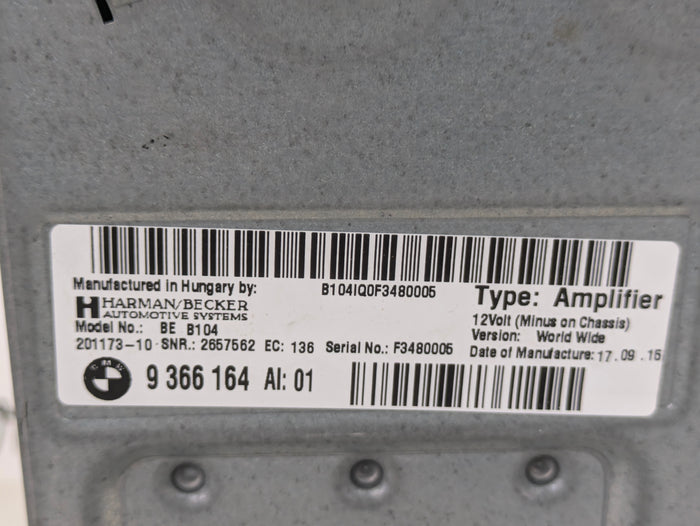 Manufactured in Hungary by:
B104IQ0F3480005
HARMAN/BECKER
AUTOMOTIVE SYSTEMS
Type: Amplifier
12Volt (Minus on Chassis)
Model No.: BE B104
Version: World Wide
201173-10 SNR.: 2657562 EC: 136 Serial No.: F3480005
Date of Manufacture: 17.09.15
BMW
9 366 164 AI: 01